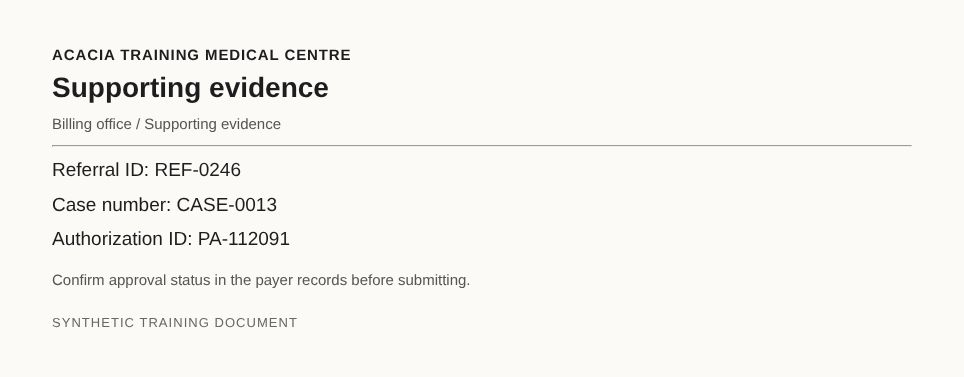 ACACIA TRAINING MEDICAL CENTRE
Supporting evidence
Billing office / Supporting evidence
Referral ID: REF-0246
Case number: CASE-0013
Authorization ID: PA-112091
Confirm approval status in the payer records before submitting.
SYNTHETIC TRAINING DOCUMENT